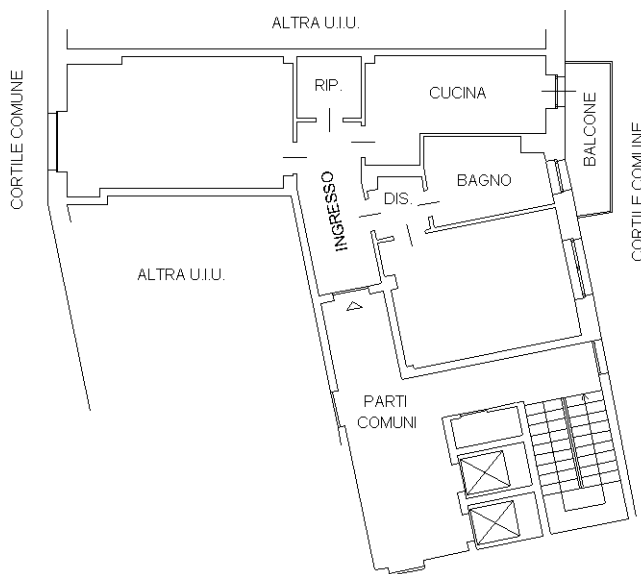 ALTRA U.I.U.
CORTILE COMUNE
RIP.
CUCINA
BALCONE
CORTILE COMUNE
INGRESSO
DIS.
BAGNO
ALTRA U.I.U.
PARTI
COMUNI